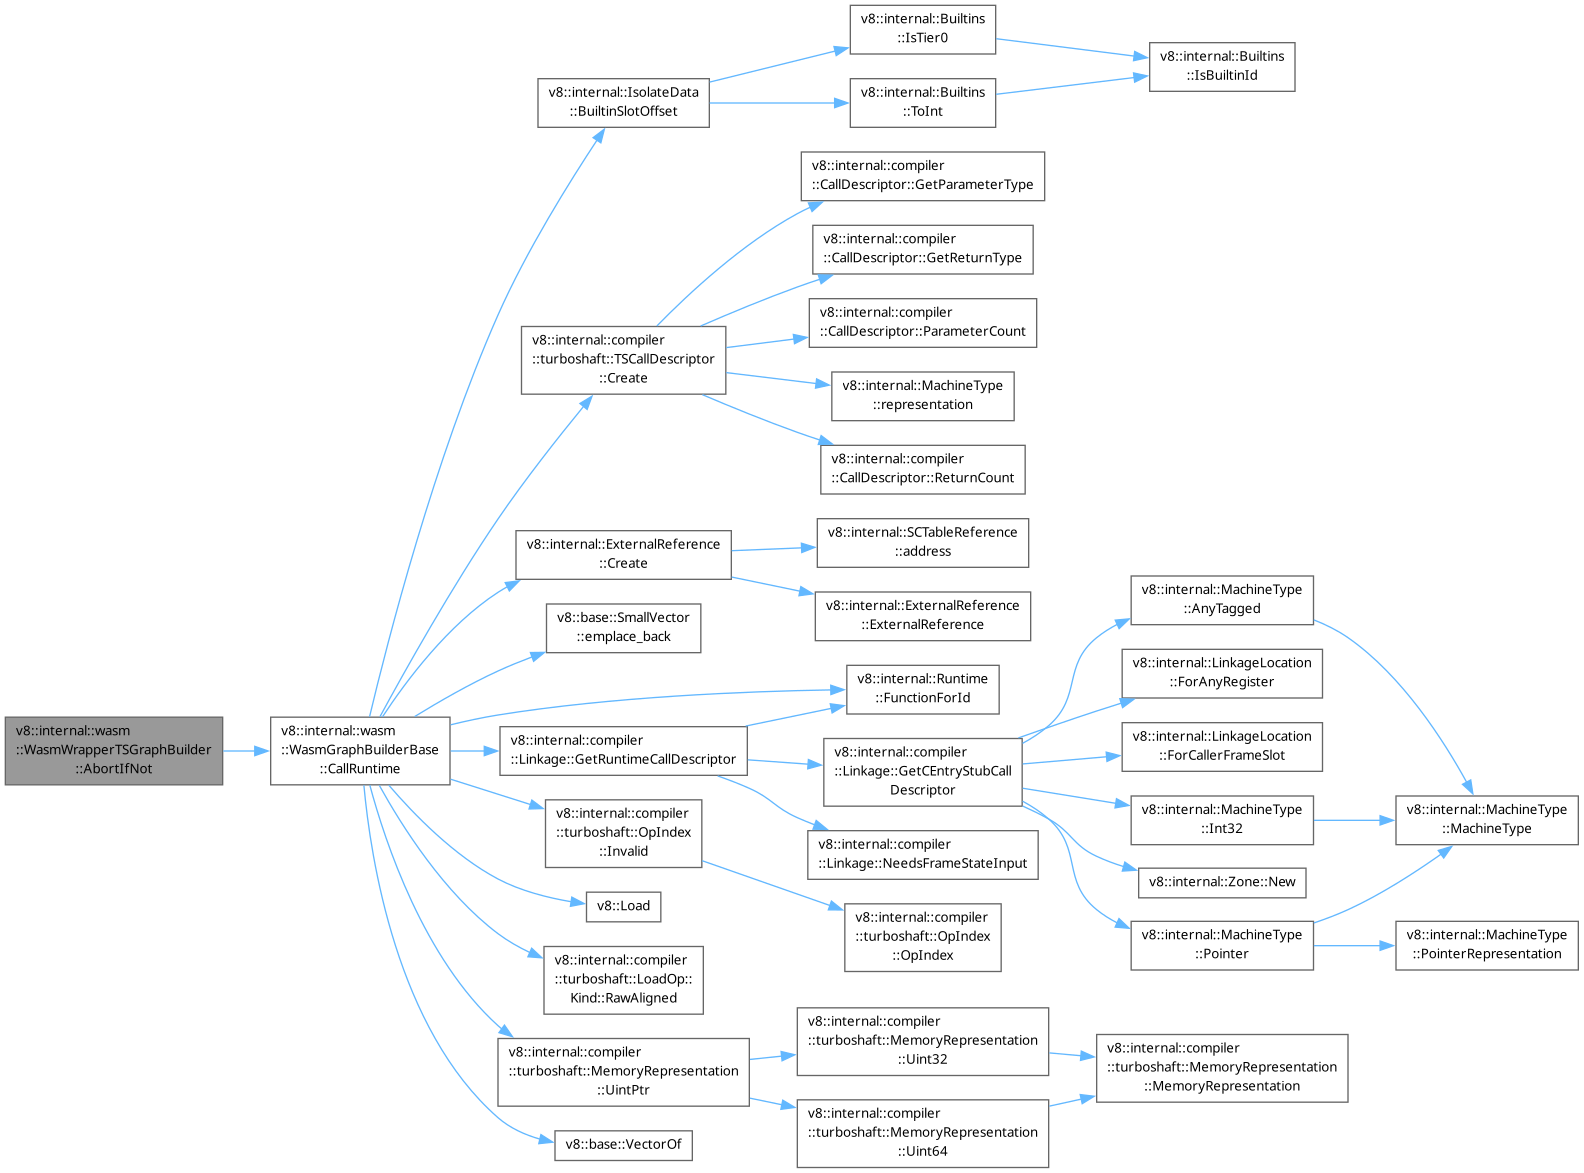 v8::internal::wasm
::WasmWrapperTSGraphBuilder
::AbortIfNot
v8::internal::wasm
::WasmGraphBuilderBase
::CallRuntime
v8::internal::IsolateData
::BuiltinSlotOffset
v8::internal::Builtins
::IsTier0
v8::internal::Builtins
::ToInt
v8::internal::Builtins
::IsBuiltinId
v8::internal::compiler
::turboshaft::TSCallDescriptor
::Create
v8::internal::compiler
::CallDescriptor::GetParameterType
v8::internal::compiler
::CallDescriptor::GetReturnType
v8::internal::compiler
::CallDescriptor::ParameterCount
v8::internal::MachineType
::representation
v8::internal::compiler
::CallDescriptor::ReturnCount
v8::internal::ExternalReference
::Create
v8::internal::SCTableReference
::address
v8::internal::ExternalReference
::ExternalReference
v8::base::SmallVector
::emplace_back
v8::internal::Runtime
::FunctionForId
v8::internal::compiler
::Linkage::GetRuntimeCallDescriptor
v8::internal::compiler
::Linkage::GetCEntryStubCall
Descriptor
v8::internal::MachineType
::AnyTagged
v8::internal::LinkageLocation
::ForAnyRegister
v8::internal::LinkageLocation
::ForCallerFrameSlot
v8::internal::MachineType
::Int32
v8::internal::Zone::New
v8::internal::MachineType
::Pointer
v8::internal::MachineType
::MachineType
v8::internal::MachineType
::PointerRepresentation
v8::internal::compiler
::Linkage::NeedsFrameStateInput
v8::internal::compiler
::turboshaft::OpIndex
::Invalid
v8::internal::compiler
::turboshaft::OpIndex
::OpIndex
v8::Load
v8::internal::compiler
::turboshaft::LoadOp::
Kind::RawAligned
v8::internal::compiler
::turboshaft::MemoryRepresentation
::UintPtr
v8::internal::compiler
::turboshaft::MemoryRepresentation
::Uint32
v8::internal::compiler
::turboshaft::MemoryRepresentation
::Uint64
v8::internal::compiler
::turboshaft::MemoryRepresentation
::MemoryRepresentation
v8::base::VectorOf